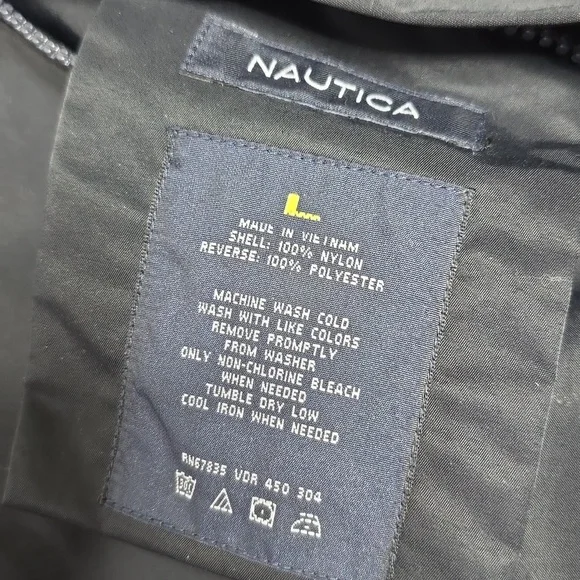 NAUTICA
L
MADE IN VIETNAM
SHELL: 100% NYLON
REVERSE: 100% POLYESTER
MACHINE WASH COLD
WASH WITH LIKE COLORS
REMOVE PROMPTLY
FROM WASHER
ONLY NON-CHLORINE BLEACH
WHEN NEEDED
TUMBLE DRY LOW
COOL IRON WHEN NEEDED
RN67835 VDR 450 304